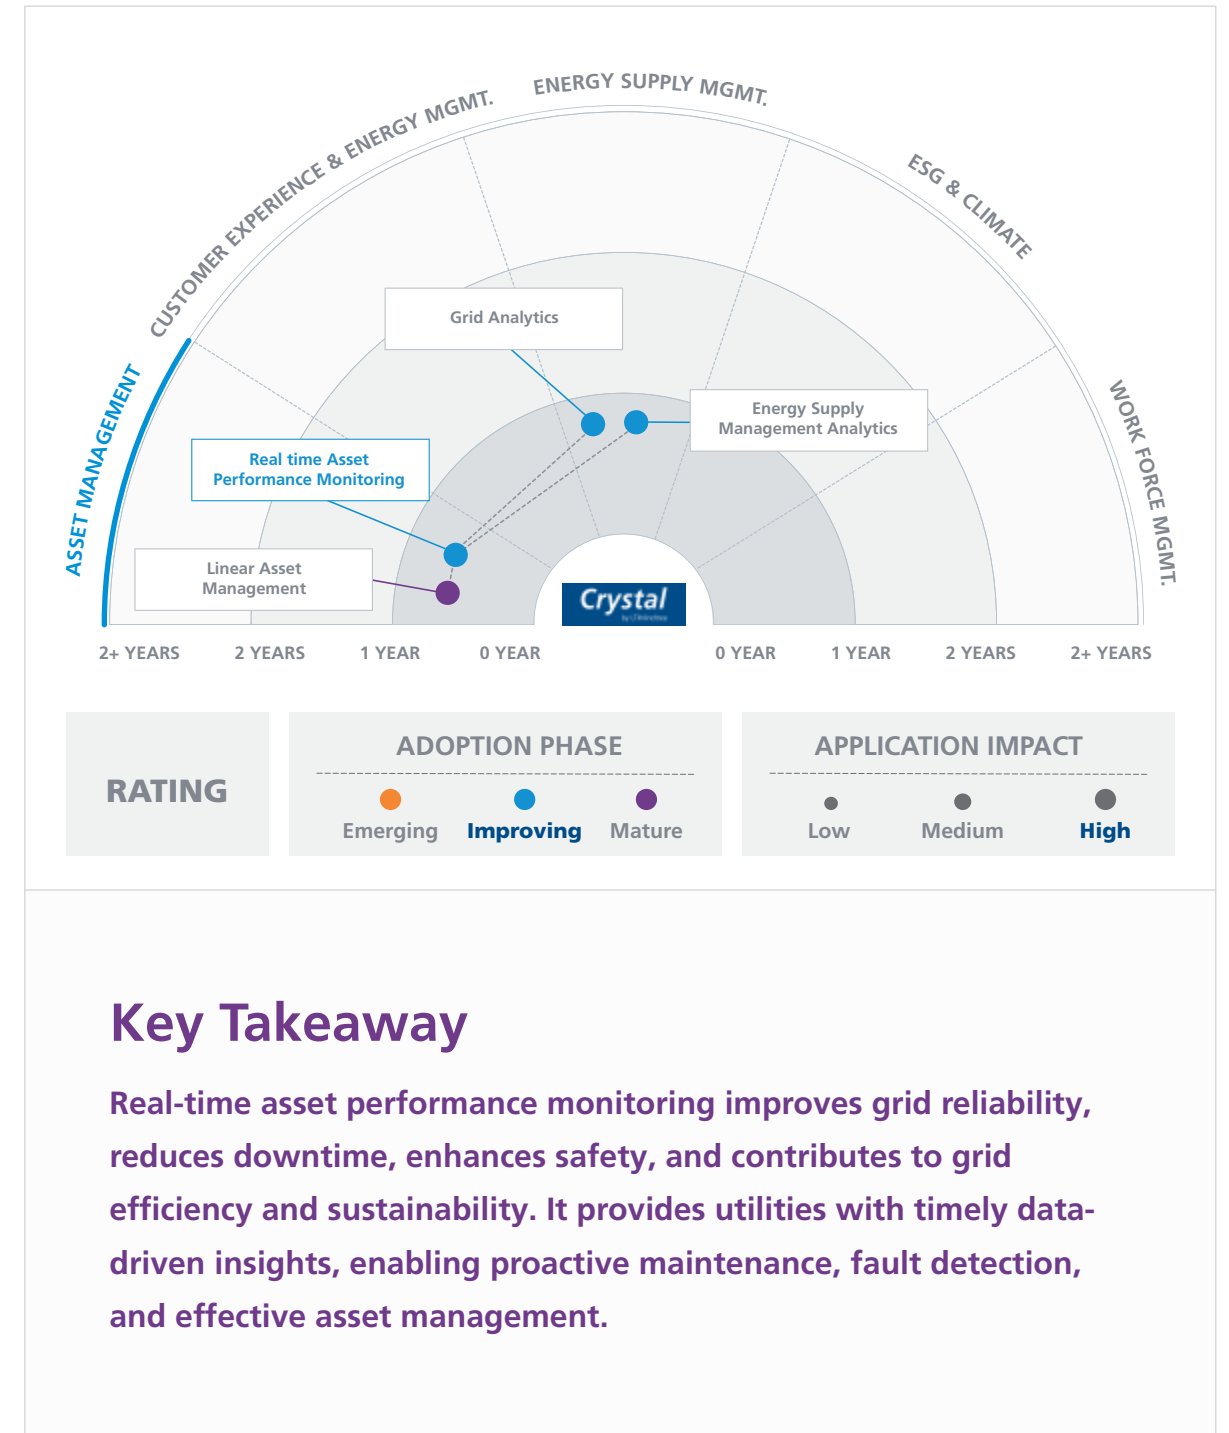 ENERGY SUPPLY MGMT.
CUSTOMER EXPERIENCE & ENERGY MGMT.
ESG & CLIMATE
ASSET MANAGEMENT
WORK FORCE MGMT.
Grid Analytics
Energy Supply
Management Analytics
Real time Asset
Performance Monitoring
Linear Asset
Management
Crystal
2+ YEARS 2 YEARS 1 YEAR 0 YEAR 0 YEAR 1 YEAR 2 YEARS 2+ YEARS
RATING
ADOPTION PHASE
Emerging Improving Mature
APPLICATION IMPACT
Low Medium High
Key Takeaway
Real-time asset performance monitoring improves grid reliability,
reduces downtime, enhances safety, and contributes to grid
efficiency and sustainability. It provides utilities with timely data-
driven insights, enabling proactive maintenance, fault detection,
and effective asset management.